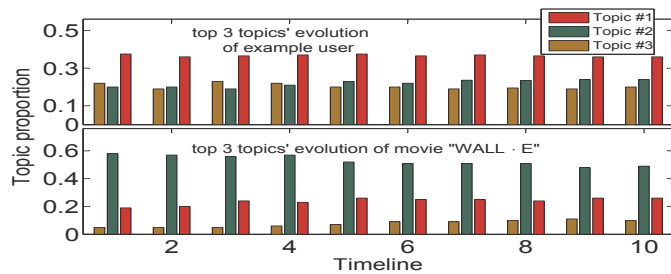 0.5
0.3
0.1
0
top 3 topics' evolution
of example user
Topic #1
Topic #2
Topic #3
Topic proportion
0.6
0.4
0.2
0
top 3 topics' evolution of movie "WALL · E"
2
4
6
8
10
Timeline